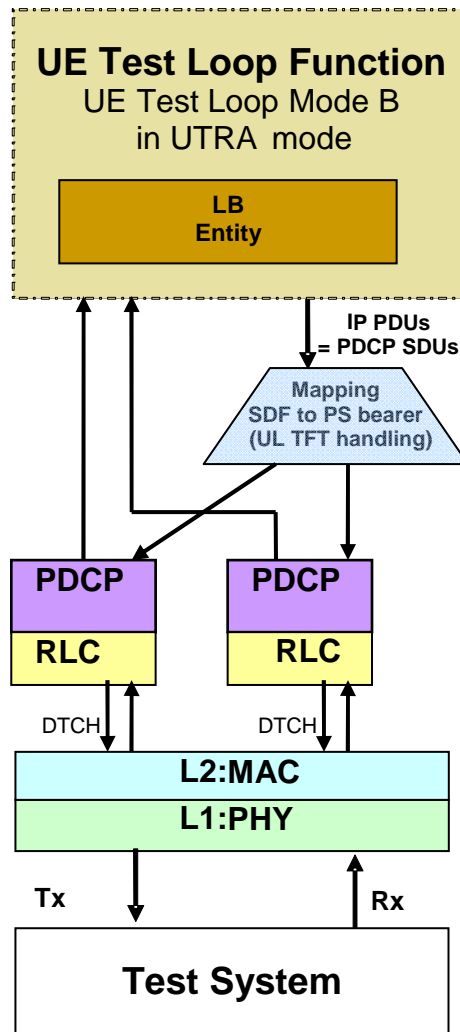 UE Test Loop Function
UE Test Loop Mode B
in UTRA mode
LB
Entity
IP PDUs
= PDCP SDUs
Mapping
SDF to PS bearer
(UL TFT handling)
PDCP
PDCP
RLC
RLC
DTCH
DTCH
L2:MAC
L1:PHY
Tx
Rx
Test System